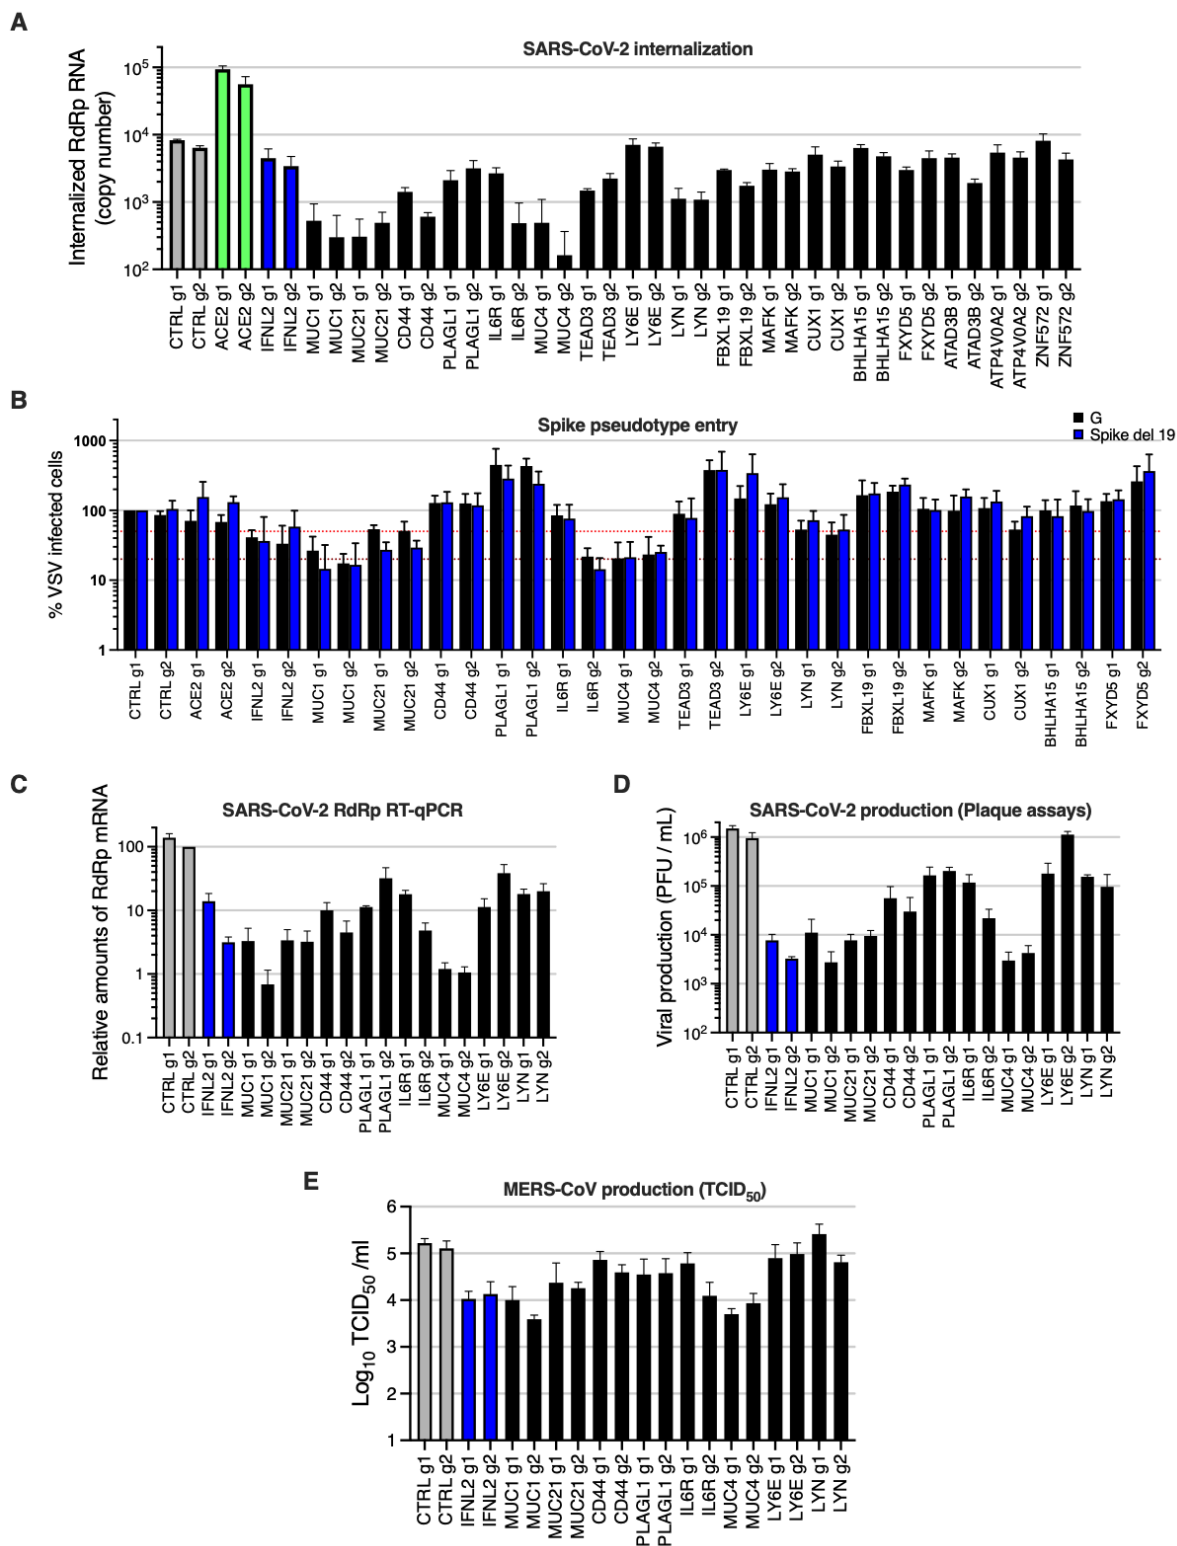 A
SARS-CoV-2 internalization
Internalized RdRp RNA
(copy number)
10⁵
10⁴
10³
10²
CTRL g1
CTRL g2
ACE2 g1
ACE2 g2
IFNL2 g1
IFNL2 g2
MUC1 g1
MUC1 g2
MUC21 g1
MUC21 g2
CD44 g1
CD44 g2
PLAGL1 g1
PLAGL1 g2
IL6R g1
IL6R g2
MUC4 g1
MUC4 g2
TEAD3 g1
TEAD3 g2
LY6E g1
LY6E g2
LYN g1
LYN g2
FBXL19 g1
FBXL19 g2
MAFK g1
MAFK g2
CUX1 g1
CUX1 g2
BHLHA15 g1
BHLHA15 g2
FXYD5 g1
FXYD5 g2
ATAD3B g1
ATAD3B g2
ATP4V0A2 g1
ATP4V0A2 g2
ZNF572 g1
ZNF572 g2
B
Spike pseudotype entry
G
Spike del 19
% VSV infected cells
1000
100
10
1
CTRL g1
CTRL g2
ACE2 g1
ACE2 g2
IFNL2 g1
IFNL2 g2
MUC1 g1
MUC1 g2
MUC21 g1
MUC21 g2
CD44 g1
CD44 g2
PLAGL1 g1
PLAG1 g2
IL6R g1
IL6R g2
MUC4 g1
MUC4 g2
TEAD3 g1
TEAD3 g2
LY6E g1
LY6E g2
LYN g1
LYN g2
FBXL19 g1
FBXL19 g2
MAFK g1
MAFK g2
CUX1 g1
CUX1 g2
BHLHA15 g1
BHLHA15 g2
FXYD5 g1
FXYD5 g2
C
SARS-CoV-2 RdRp RT-qPCR
Relative amounts of RdRp mRNA
100
10
1
0.1
CTRL g1
CTRL g2
IFNL2 g1
IFNL2 g2
MUC1 g1
MUC1 g2
MUC21 g1
MUC21 g2
CD44 g1
CD44 g2
PLAGL1 g1
PLAGL1 g2
IL6R g1
IL6R g2
MUC4 g1
MUC4 g2
LY6E g1
LY6E g2
LYN g1
LYN g2
D
SARS-CoV-2 production (Plaque assays)
Viral production (PFU / mL)
10⁶
10⁵
10⁴
10³
10²
CTRL g1
CTRL g2
IFNL2 g1
IFNL2 g2
MUC1 g1
MUC1 g2
MUC21 g1
MUC21 g2
CD44 g1
CD44 g2
PLAGL1 g1
PLAGL1 g2
IL6R g1
IL6R g2
MUC4 g1
MUC4 g2
LY6E g1
LY6E g2
LYN g1
LYN g2
E
MERS-CoV production (TCID₅₀)
Log₁₀ TCID₅₀ /ml
6
5
4
3
2
1
CTRL g1
CTRL g2
IFNL2 g1
IFNL2 g2
MUC1 g1
MUC1 g2
MUC21 g1
MUC21 g2
CD44 g1
CD44 g2
PLAGL1 g1
PLAGL1 g2
IL6R g1
IL6R g2
MUC4 g1
MUC4 g2
LY6E g1
LY6E g2
LYN g1
LYN g2